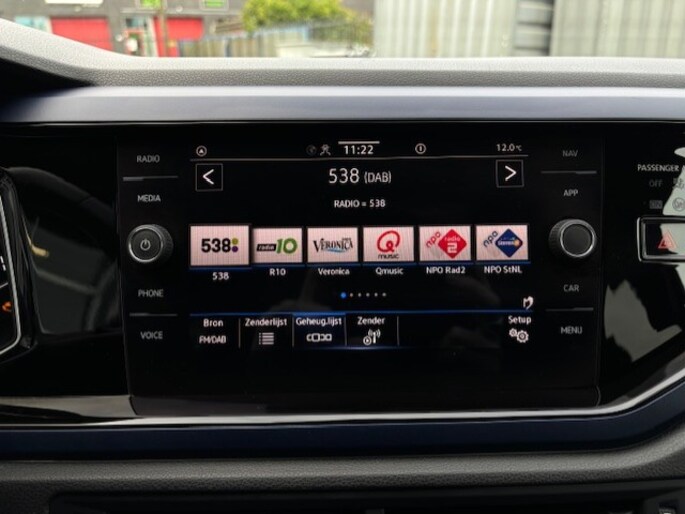 RADIO
MEDIA
PHONE
VOICE
11:22
12.0°C
538 (DAB)
RADIO = 538
538
radio 10
VERONICA
Q music
npo radio 2
npo
538
R10
Veronica
Qmusic
NPO Rad2
NPO StNL
Bron
FM/DAB
Zenderlijst
Geheug.lijst
Zender
Setup
NAV
APP
CAR
MENU
PASSENGER
OFF